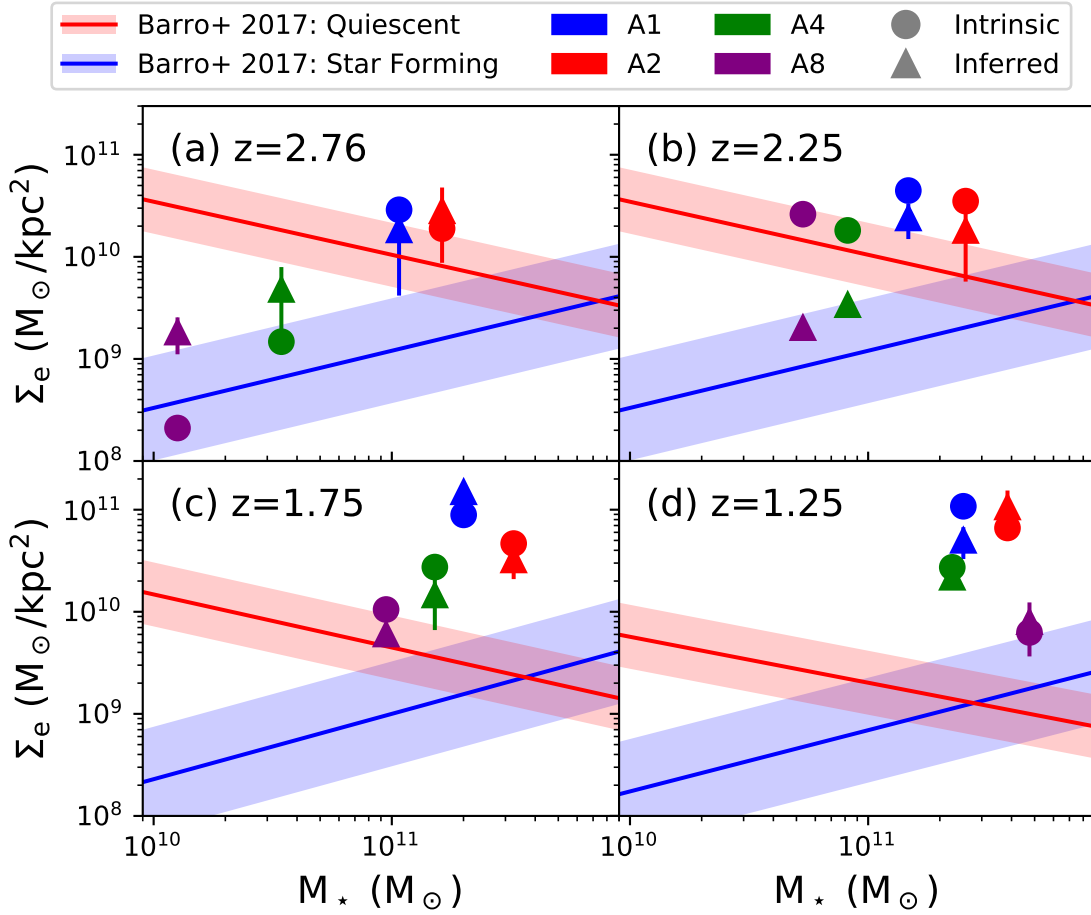 Barro+ 2017: Quiescent A1 A4 Intrinsic
Barro+ 2017: Star Forming A2 A8 Inferred
(a) z=2.76
(b) z=2.25
10¹¹
10¹⁰
10⁹
10⁸
Σₑ (M⊙/kpc²)
(c) z=1.75
(d) z=1.25
10¹¹
10¹⁰
10⁹
10⁸
Σₑ (M⊙/kpc²)
10¹⁰ 10¹¹ 10¹⁰ 10¹¹
M⋆ (M⊙) M⋆ (M⊙)